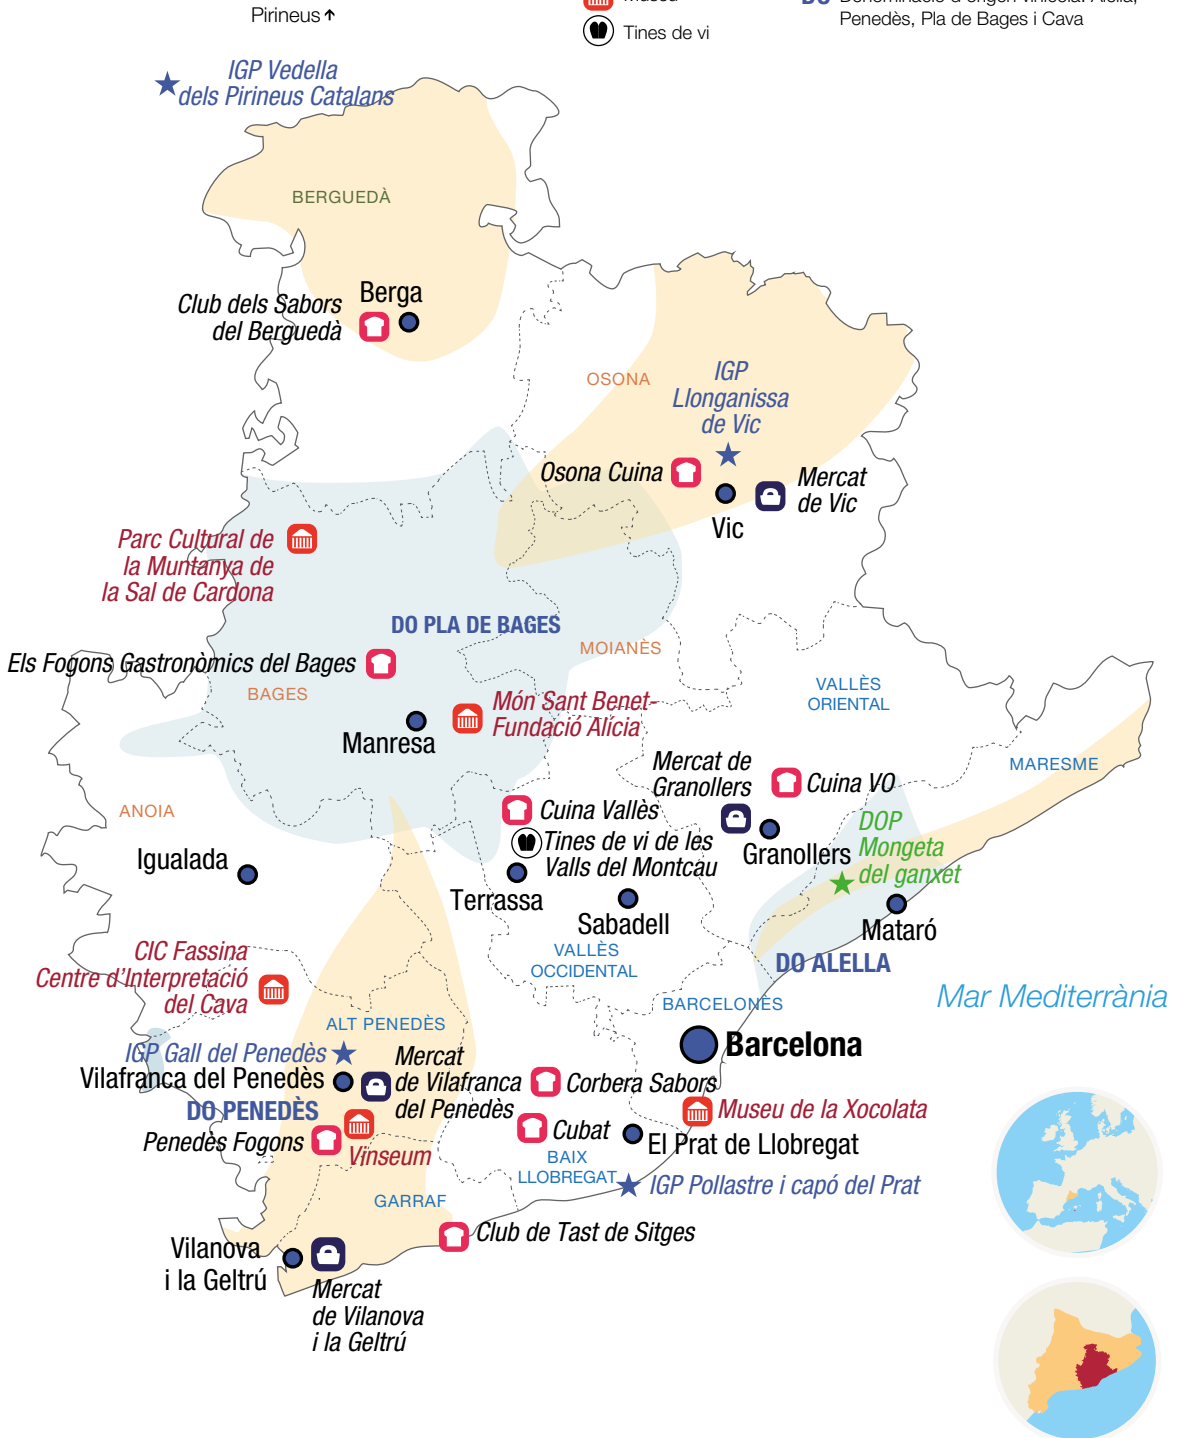 Pirineus
Museu
Tines de vi
DO Denominació d'origen vinícola: Alella,
Penedès, Pla de Bages i Cava
IGP Vedella
dels Pirineus Catalans
BERGUEDÀ
Club dels Sabors
del Berguedà
Berga
OSONA
IGP
Llonganissa
de Vic
Osona Cuina
Mercat
de Vic
Vic
Parc Cultural de
la Muntanya de
la Sal de Cardona
DO PLA DE BAGES
MOIANÈS
Els Fogons Gastronòmics del Bages
BAGES
VALLÈS
ORIENTAL
Món Sant Benet-
Fundació Alícia
Manresa
MARESME
Mercat de
Granollers
Cuina VO
ANOIA
Cuina Vallès
Tines de vi de les
Valls del Montcau
Granollers
DOP
Mongeta
del ganxet
Igualada
Terrassa
Sabadell
Mataró
VALLÈS
OCCIDENTAL
DO ALELLA
CIC Fassina
Centre d'Interpretació
del Cava
BARCELONÈS
Mar Mediterrània
ALT PENEDÈS
Barcelona
IGP Gall del Penedès
Vilafranca del Penedès
Mercat
de Vilafranca
del Penedès
Corbera Sabors
DO PENEDÈS
Museu de la Xocolata
Penedès Fogons
Vinseum
Cubat
El Prat de Llobregat
BAIX
LLOBREGAT
IGP Pollastre i capó del Prat
GARRAF
Club de Tast de Sitges
Vilanova
i la Geltrú
Mercat
de Vilanova
i la Geltrú